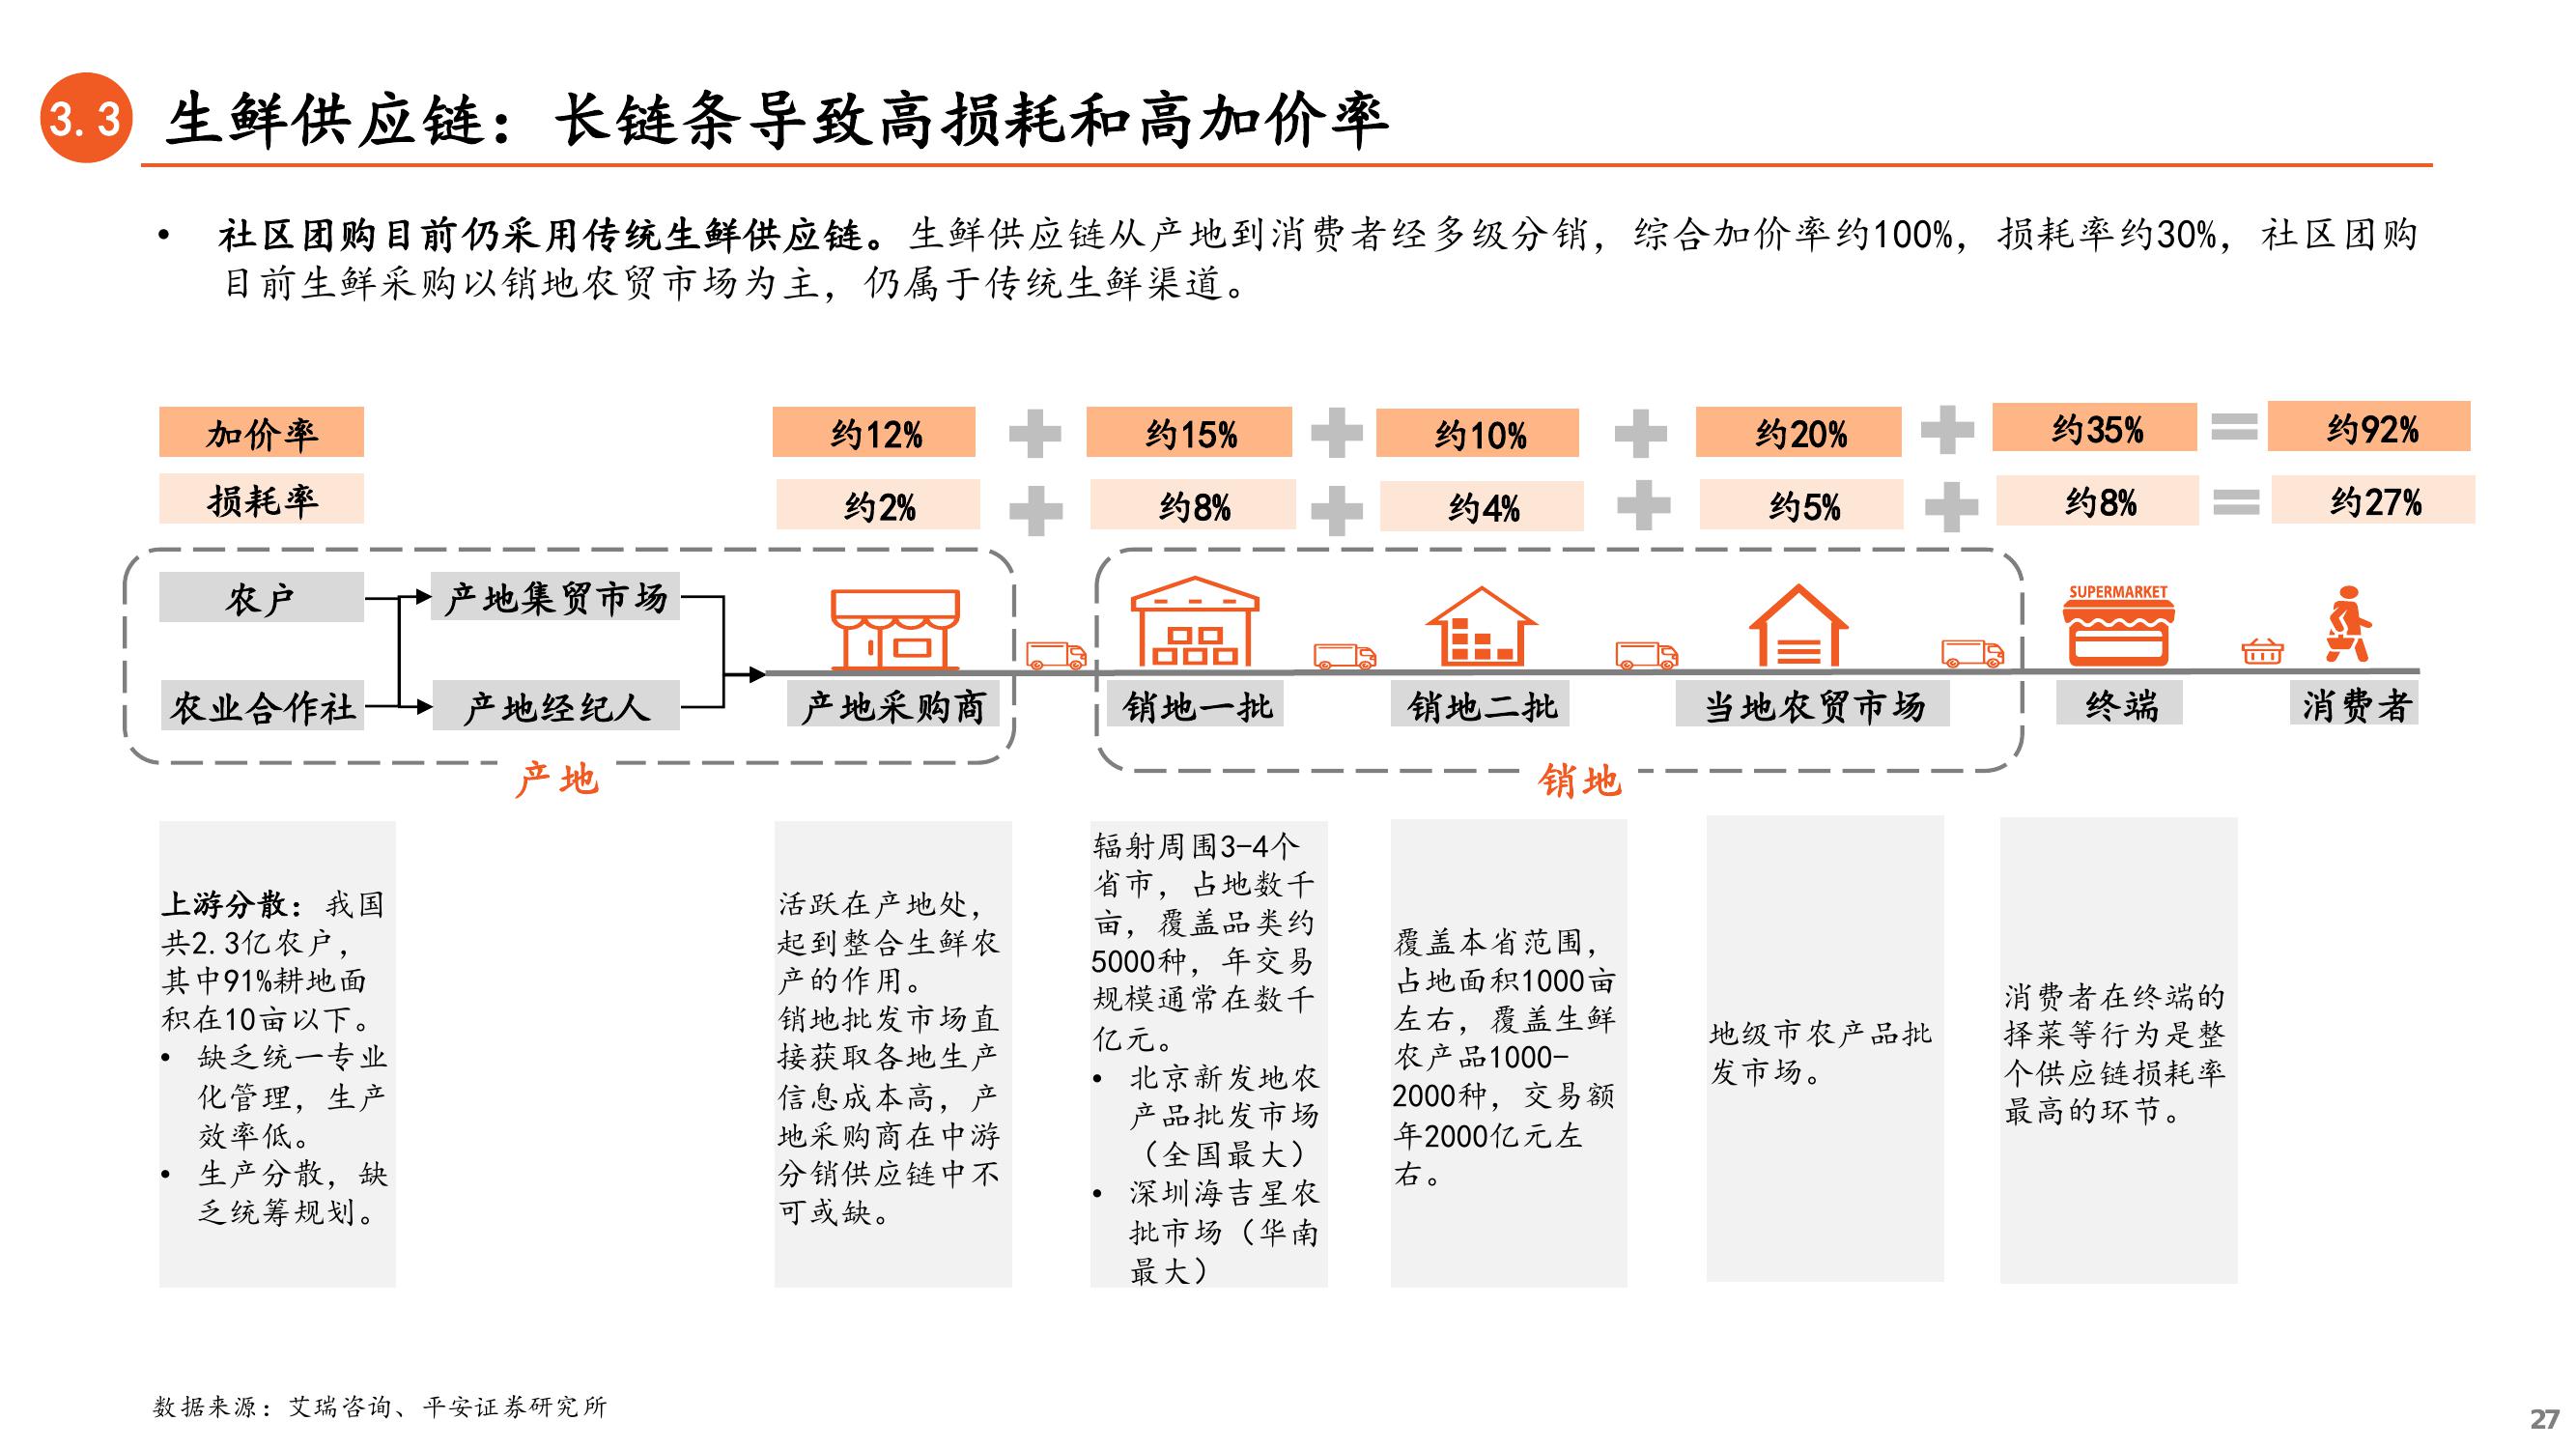 3.3 生鲜供应链：长链条导致高损耗和高加价率
• 社区团购目前仍采用传统生鲜供应链。生鲜供应链从产地到消费者经多级分销，综合加价率约100%，损耗率约30%，社区团购
目前生鲜采购以销地农贸市场为主，仍属于传统生鲜渠道。
加价率 约12% 约15% 约10% 约20% 约35% 约92%
损耗率 约2% 约8% 约4% 约5% 约8% 约27%
农户 产地集贸市场
SUPERMARKET
农业合作社 产地经纪人 产地采购商 销地一批 销地二批 当地农贸市场 终端 消费者
产地
销地
上游分散：我国
共2.3亿农户，
其中91%耕地面
积在10亩以下。
• 缺乏统一专业
化管理，生产
效率低。
• 生产分散，缺
乏统筹规划。
活跃在产地处，
起到整合生鲜农
产的作用。
销地批发市场直
接获取各地生产
信息成本高，产
地采购商在中游
分销供应链中不
可或缺。
辐射周围3-4个
省市，占地数千
亩，覆盖品类约
5000种，年交易
规模通常在数千
亿元。
• 北京新发地农
产品批发市场
（全国最大）
• 深圳海吉星农
批市场（华南
最大）
覆盖本省范围，
占地面积1000亩
左右，覆盖生鲜
农产品1000-
2000种，交易额
年2000亿元左
右。
地级市农产品批
发市场。
消费者在终端的
择菜等行为是整
个供应链损耗率
最高的环节。
数据来源：艾瑞咨询、平安证券研究所
27